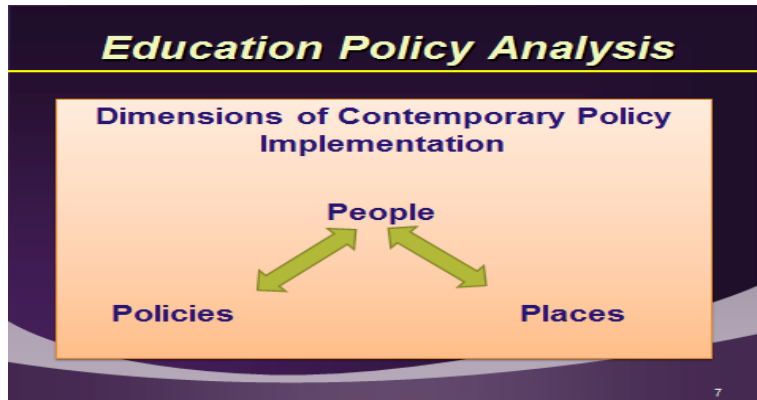 Education Policy Analysis
Dimensions of Contemporary Policy
Implementation
People
Policies
Places
7